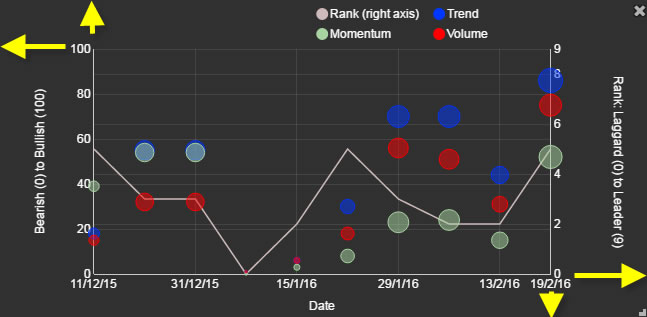 Rank (right axis)
Trend
Momentum
Volume
Bearish (0) to Bullish (100)
100
80
60
40
20
0
9
8
6
4
2
0
Rank: Laggard (0) to Leader (9)
11/12/15
31/12/15
15/1/16
29/1/16
13/2/16
19/2/16
Date